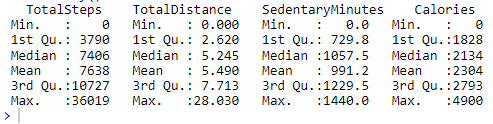 TotalSteps TotalDistance SedentaryMinutes Calories
Min. : 0 Min. : 0.000 Min. : 0.0 Min. : 0
1st Qu.: 3790 1st Qu.: 2.620 1st Qu.: 729.8 1st Qu.:1828
Median : 7406 Median : 5.245 Median :1057.5 Median :2134
Mean : 7638 Mean : 5.490 Mean : 991.2 Mean :2304
3rd Qu.:10727 3rd Qu.: 7.713 3rd Qu.:1229.5 3rd Qu.:2793
Max. :36019 Max. :28.030 Max. :1440.0 Max. :4900
>